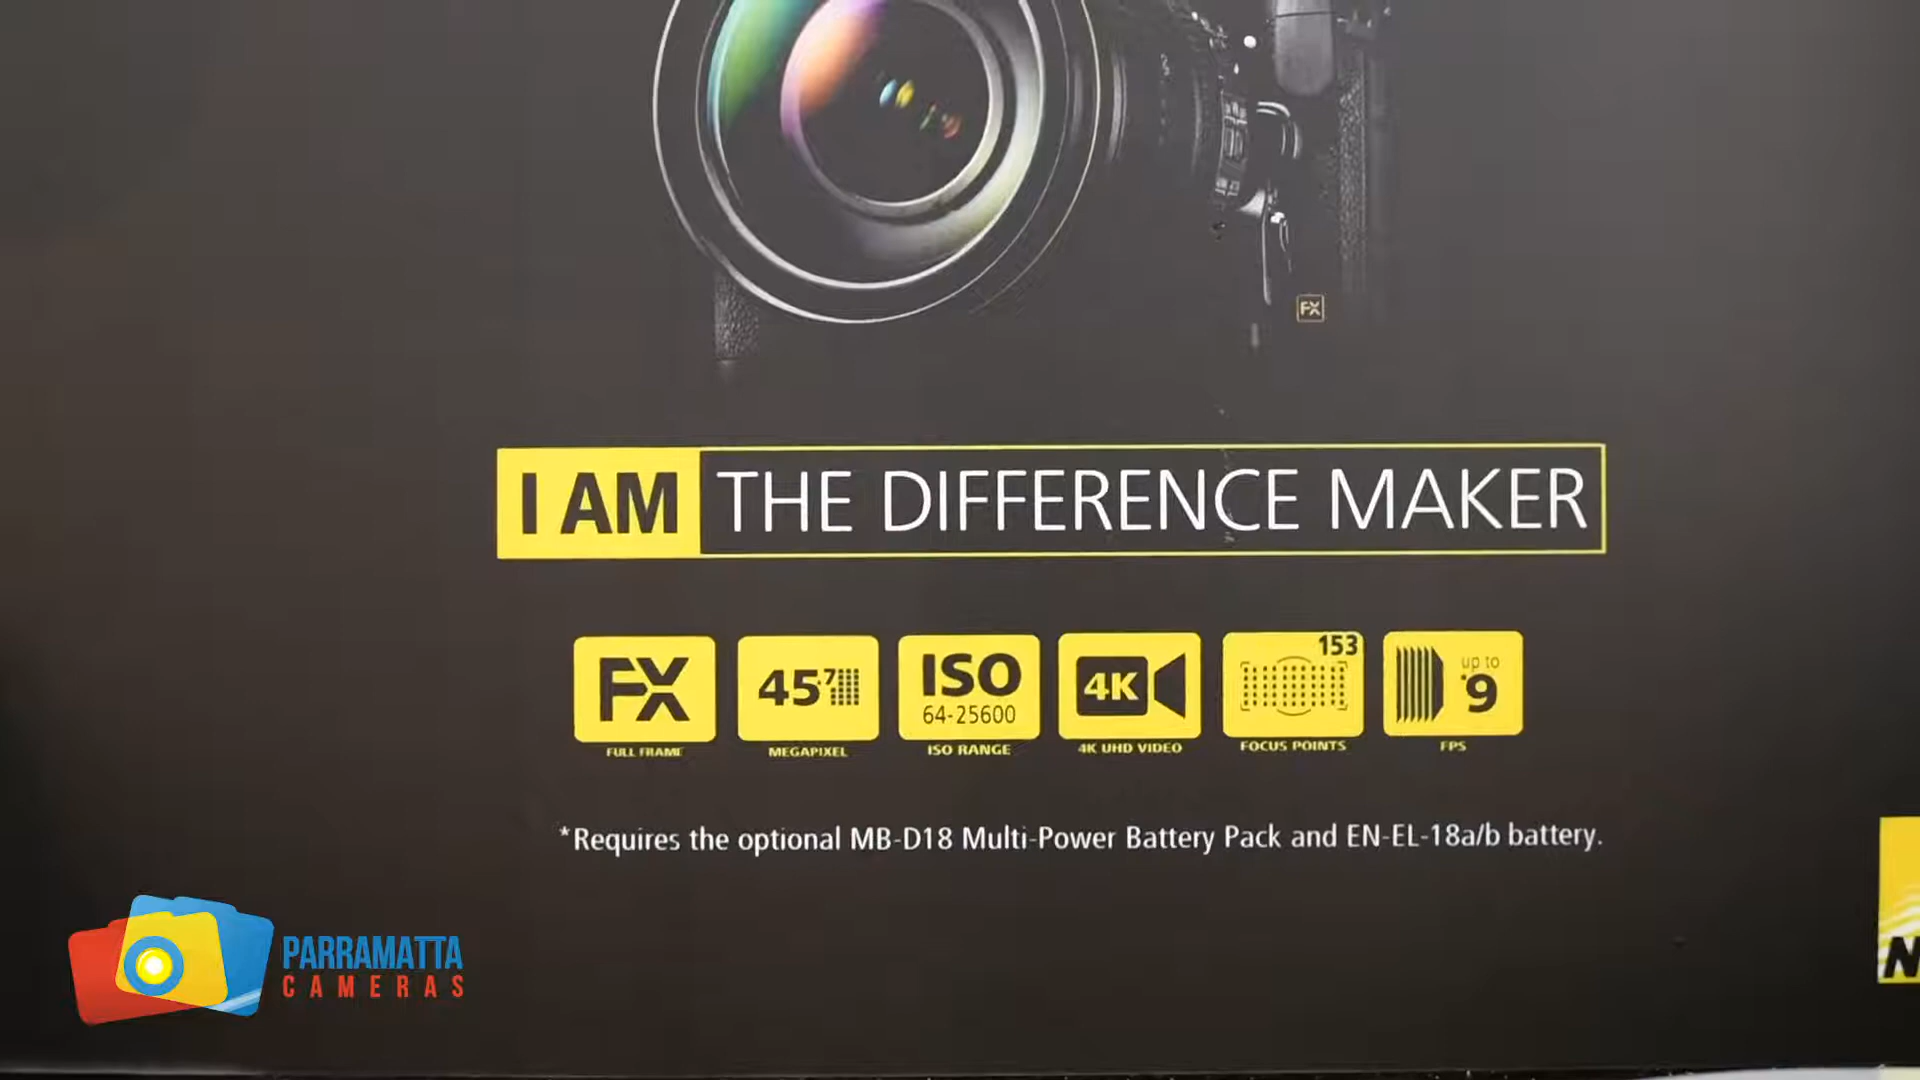 FX
I AM THE DIFFERENCE MAKER
FX
FULL FRAME
45.7
MEGAPIXEL
ISO
64-25600
ISO RANGE
4K
4K UHD VIDEO
153
FOCUS POINTS
up to
*9
FPS
*Requires the optional MB-D18 Multi-Power Battery Pack and EN-EL-18a/b battery.
PARRAMATTA
CAMERAS